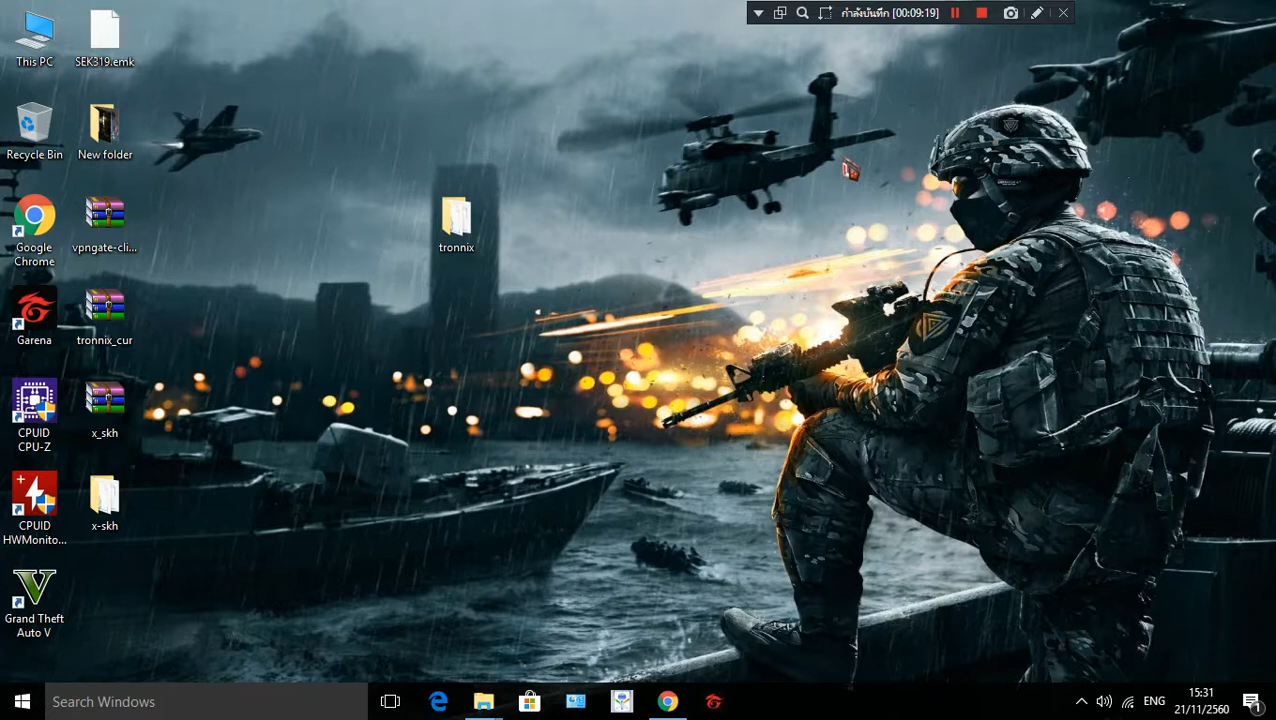 กำลังบันทึก [00:09:19]
This PC
SEK319.emk
Recycle Bin
New folder
Google
Chrome
vpngate-cli...
tronnix
Garena
tronnix_cur
CPUID
CPU-Z
x_skh
CPUID
HWMonito...
x-skh
Grand Theft
Auto V
Search Windows
ENG
15:31
21/11/2560
1